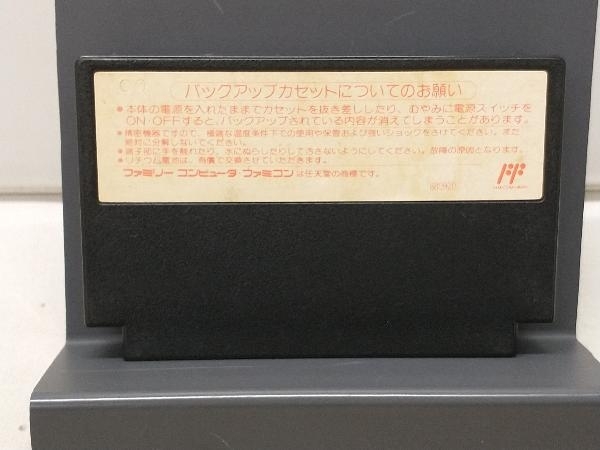 バックアップカセットについてのお願い
●本体の電源を入れたままでカセットを抜き差ししたり、むやみに電源スイッチを
ON・OFFすると、バックアップされている内容が消えてしまうことがあります。
●精密機器ですので、極端な温度条件下での使用や保管および強いショックをさけてください。また
絶対に分解しないでください。
●端子部に手を触れたり、水にぬらしたりして汚さないようにしてください。故障の原因となります。
●リチウム電池は、有償で交換させていただきます。
ファミリー コンピュータ・ファミコンは任天堂の商標です。